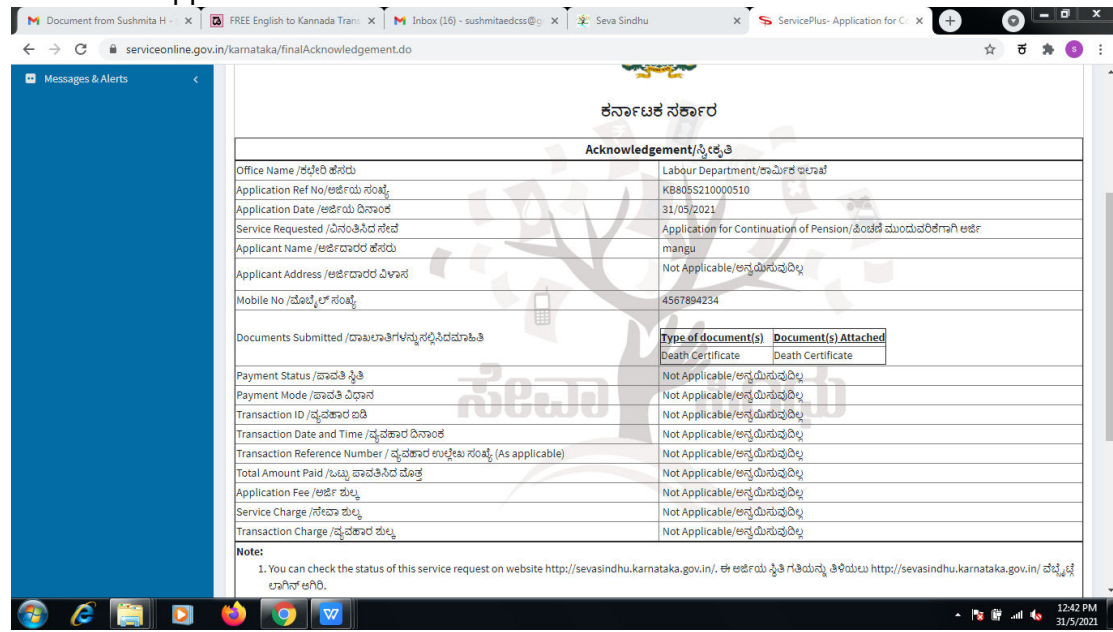 Document from Sushmita H -
FREE English to Kannada Trans
Inbox (16) - sushmitaedcss@g
Seva Sindhu
ServicePlus- Application for Co
serviceonline.gov.in/karnataka/finalAcknowledgement.do
ಕ
S
Messages & Alerts
ಕರ್ನಾಟಕ ಸರ್ಕಾರ
Acknowledgement/ಸ್ವೀಕೃತಿ
Office Name /ಕಛೇರಿ ಹೆಸರು Labour Department/ಕಾರ್ಮಿಕ ಇಲಾಖೆ
Application Ref No/ಅರ್ಜಿಯ ಸಂಖ್ಯೆ KB805S210000510
Application Date /ಅರ್ಜಿಯ ದಿನಾಂಕ 31/05/2021
Service Requested /ವಿನಂತಿಸಿದ ಸೇವೆ Application for Continuation of Pension/ಪಿಂಚಣಿ ಮುಂದುವರಿಕೆಗಾಗಿ ಅರ್ಜಿ
Applicant Name /ಅರ್ಜಿದಾರರ ಹೆಸರು mangu
Applicant Address /ಅರ್ಜಿದಾರರ ವಿಳಾಸ Not Applicable/ಅನ್ವಯಿಸುವುದಿಲ್ಲ
Mobile No /ಮೊಬೈಲ್ ಸಂಖ್ಯೆ 4567894234
Documents Submitted /ದಾಖಲಾತಿಗಳನ್ನು ಸಲ್ಲಿಸಿದಮಾಹಿತಿ Type of document(s) Document(s) Attached
Death Certificate Death Certificate
Payment Status /ಪಾವತಿ ಸ್ಥಿತಿ Not Applicable/ಅನ್ವಯಿಸುವುದಿಲ್ಲ
Payment Mode /ಪಾವತಿ ವಿಧಾನ Not Applicable/ಅನ್ವಯಿಸುವುದಿಲ್ಲ
Transaction ID /ವ್ಯವಹಾರ ಐಡಿ Not Applicable/ಅನ್ವಯಿಸುವುದಿಲ್ಲ
Transaction Date and Time /ವ್ಯವಹಾರ ದಿನಾಂಕ Not Applicable/ಅನ್ವಯಿಸುವುದಿಲ್ಲ
Transaction Reference Number / ವ್ಯವಹಾರ ಉಲ್ಲೇಖ ಸಂಖ್ಯೆ (As applicable) Not Applicable/ಅನ್ವಯಿಸುವುದಿಲ್ಲ
Total Amount Paid /ಒಟ್ಟು ಪಾವತಿಸಿದ ಮೊತ್ತ Not Applicable/ಅನ್ವಯಿಸುವುದಿಲ್ಲ
Application Fee /ಅರ್ಜಿ ಶುಲ್ಕ Not Applicable/ಅನ್ವಯಿಸುವುದಿಲ್ಲ
Service Charge /ಸೇವಾ ಶುಲ್ಕ Not Applicable/ಅನ್ವಯಿಸುವುದಿಲ್ಲ
Transaction Charge /ವ್ಯವಹಾರ ಶುಲ್ಕ Not Applicable/ಅನ್ವಯಿಸುವುದಿಲ್ಲ
ಸೇವಾ ಸಿಂಧು
Note:
1. You can check the status of this service request on website http://sevasindhu.karnataka.gov.in/. ಈ ಅರ್ಜಿಯ ಸ್ಥಿತಿ ಗತಿಯನ್ನು ತಿಳಿಯಲು http://sevasindhu.karnataka.gov.in/ ವೆಬ್ಸೈಟ್ಗೆ
ಲಾಗಿನ್ ಆಗಿರಿ.
12:42 PM
31/5/2021